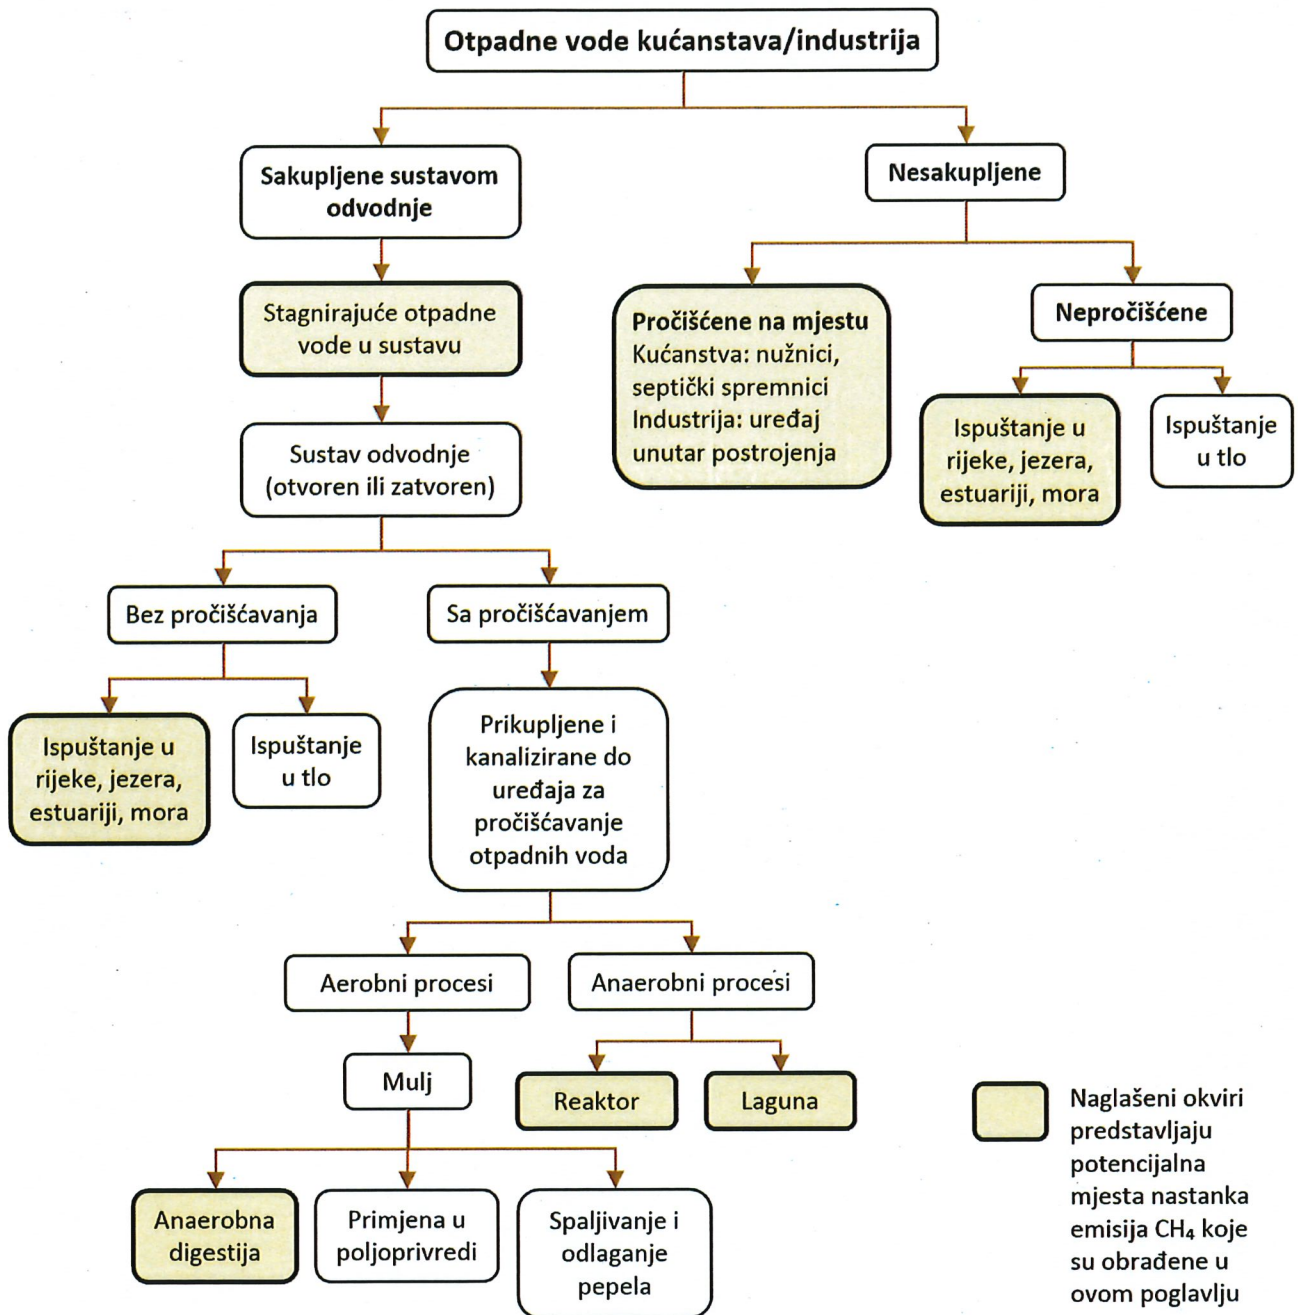 Otpadne vode kućanstava/industrija
Sakupljene sustavom
odvodnje
Nesakupljene
Stagnirajuće otpadne
vode u sustavu
Pročišćene na mjestu
Kućanstva: nužnici,
septički spremnici
Industrija: uređaj
unutar postrojenja
Nepročišćene
Ispuštanje u
rijeke, jezera,
estuariji, mora
Ispuštanje
u tlo
Sustav odvodnje
(otvoren ili zatvoren)
Bez pročišćavanja
Sa pročišćavanjem
Ispuštanje u
rijeke, jezera,
estuariji, mora
Ispuštanje
u tlo
Prikupljene i
kanalizirane do
uređaja za
pročišćavanje
otpadnih voda
Aerobni procesi
Anaerobni procesi
Mulj
Reaktor
Laguna
Anaerobna
digestija
Primjena u
poljoprivredi
Spaljivanje i
odlaganje
pepela
Naglašeni okviri
predstavljaju
potencijalna
mjesta nastanka
emisija CH₄ koje
su obrađene u
ovom poglavlju